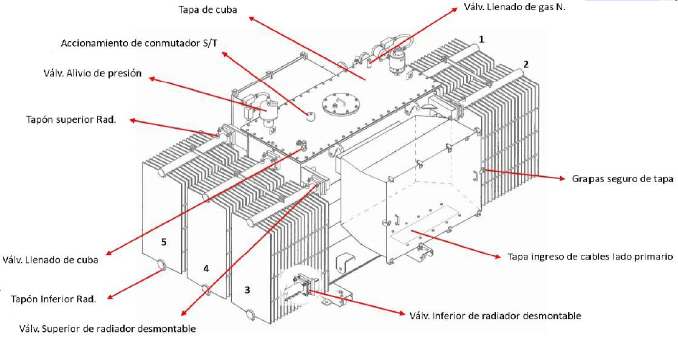 Tapa de cuba
Válv. Llenado de gas N.
Accionamiento de conmutador S/T
1
2
Válv. Alivio de presión
Tapón superior Rad.
Grapas seguro de tapa
5
4
3
Válv. Llenado de cuba
Tapa ingreso de cables lado primario
Tapón Inferior Rad.
Válv. Inferior de radiador desmontable
Válv. Superior de radiador desmontable